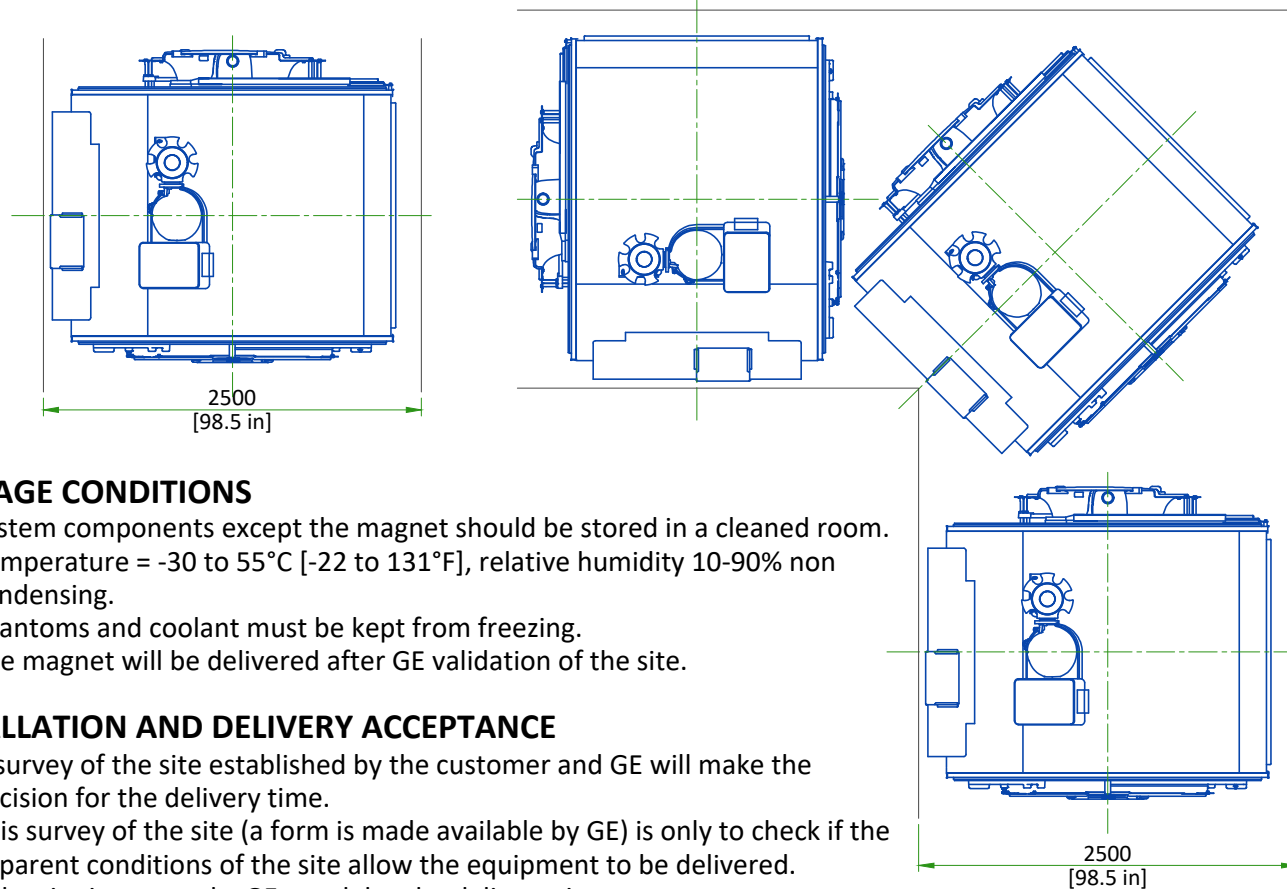 2500
[98.5 in]
AGE CONDITIONS
stem components except the magnet should be stored in a cleaned room.
mperature = -30 to 55°C [-22 to 131°F], relative humidity 10-90% non
ndensing.
antoms and coolant must be kept from freezing.
e magnet will be delivered after GE validation of the site.
ALLATION AND DELIVERY ACCEPTANCE
survey of the site established by the customer and GE will make the
cision for the delivery time.
is survey of the site (a form is made available by GE) is only to check if the
parent conditions of the site allow the equipment to be delivered.
2500
[98.5 in]